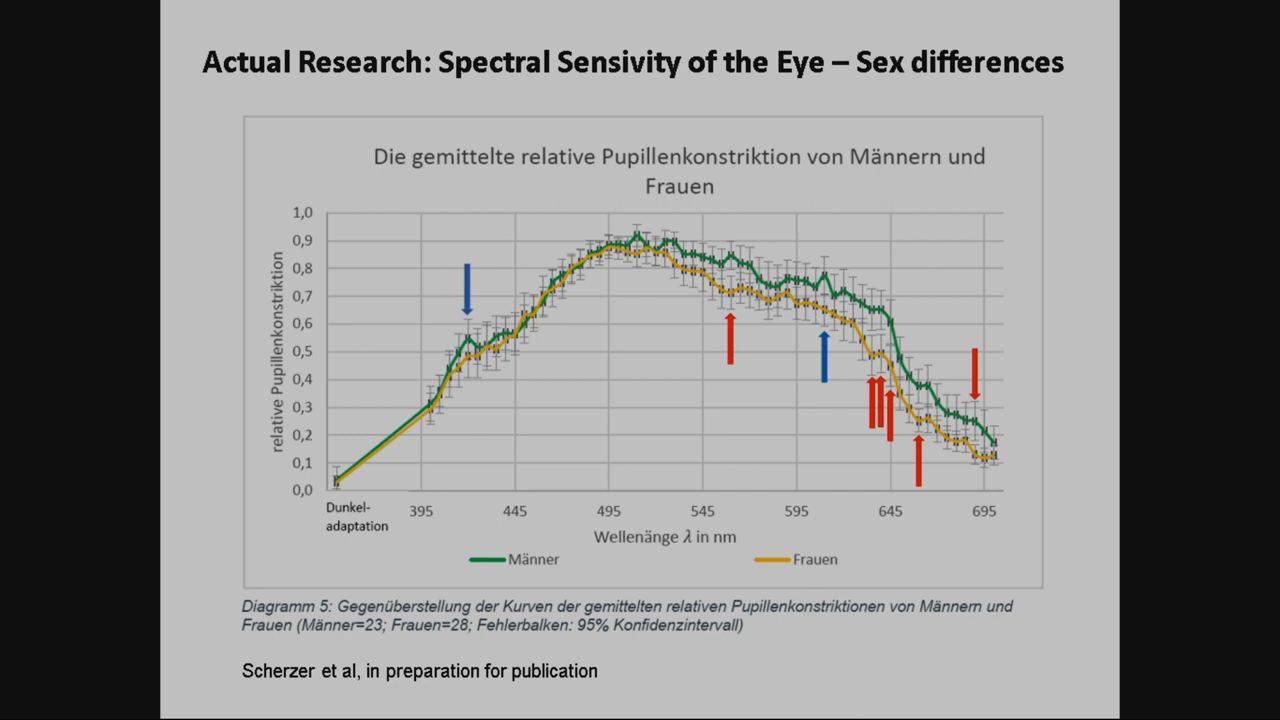 Actual Research: Spectral Sensivity of the Eye – Sex differences
Die gemittelte relative Pupillenkonstriktion von Männern und
Frauen
relative Pupillenkonstriktion
1,0
0,9
0,8
0,7
0,6
0,5
0,4
0,3
0,2
0,1
0,0
Dunkel-
adaptation
395 445 495 545 595 645 695
Wellenänge λ in nm
Männer Frauen
Diagramm 5: Gegenüberstellung der Kurven der gemittelten relativen Pupillenkonstriktionen von Männern und
Frauen (Männer=23; Frauen=28; Fehlerbalken: 95% Konfidenzintervall)
Scherzer et al, in preparation for publication